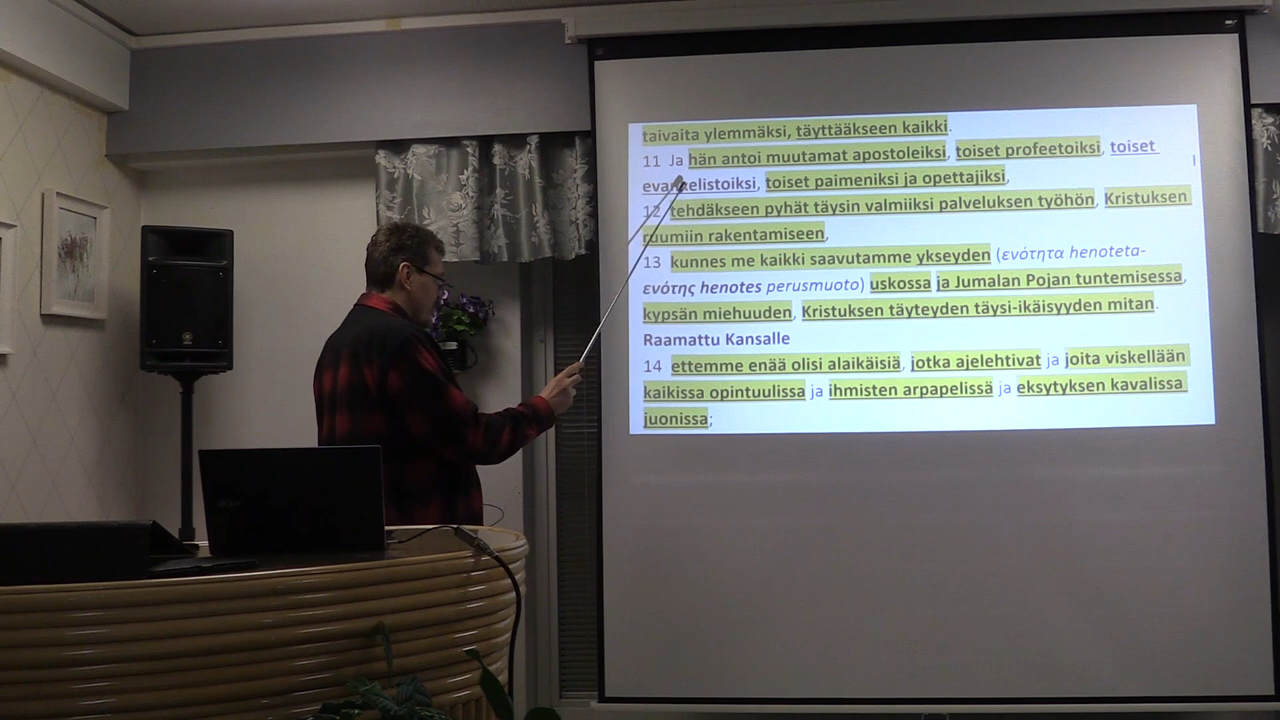 taivaita ylemmäksi, täyttääkseen kaikki.
11 Ja hän antoi muutamat apostoleiksi, toiset profeetoiksi, toiset
evankelistoiksi, toiset paimeniksi ja opettajiksi,
12 tehdäkseen pyhät täysin valmiiksi palveluksen työhön, Kristuksen
ruumiin rakentamiseen,
13 kunnes me kaikki saavutamme ykseyden (ενότητα henoteta-
ενότης henotes perusmuoto) uskossa ja Jumalan Pojan tuntemisessa,
kypsän miehuuden, Kristuksen täyteyden täysi-ikäisyyden mitan.
Raamattu Kansalle
14 ettemme enää olisi alaikäisiä, jotka ajelehtivat ja joita viskellään
kaikissa opintuulissa ja ihmisten arpapelissä ja eksytyksen kavalissa
juonissa;